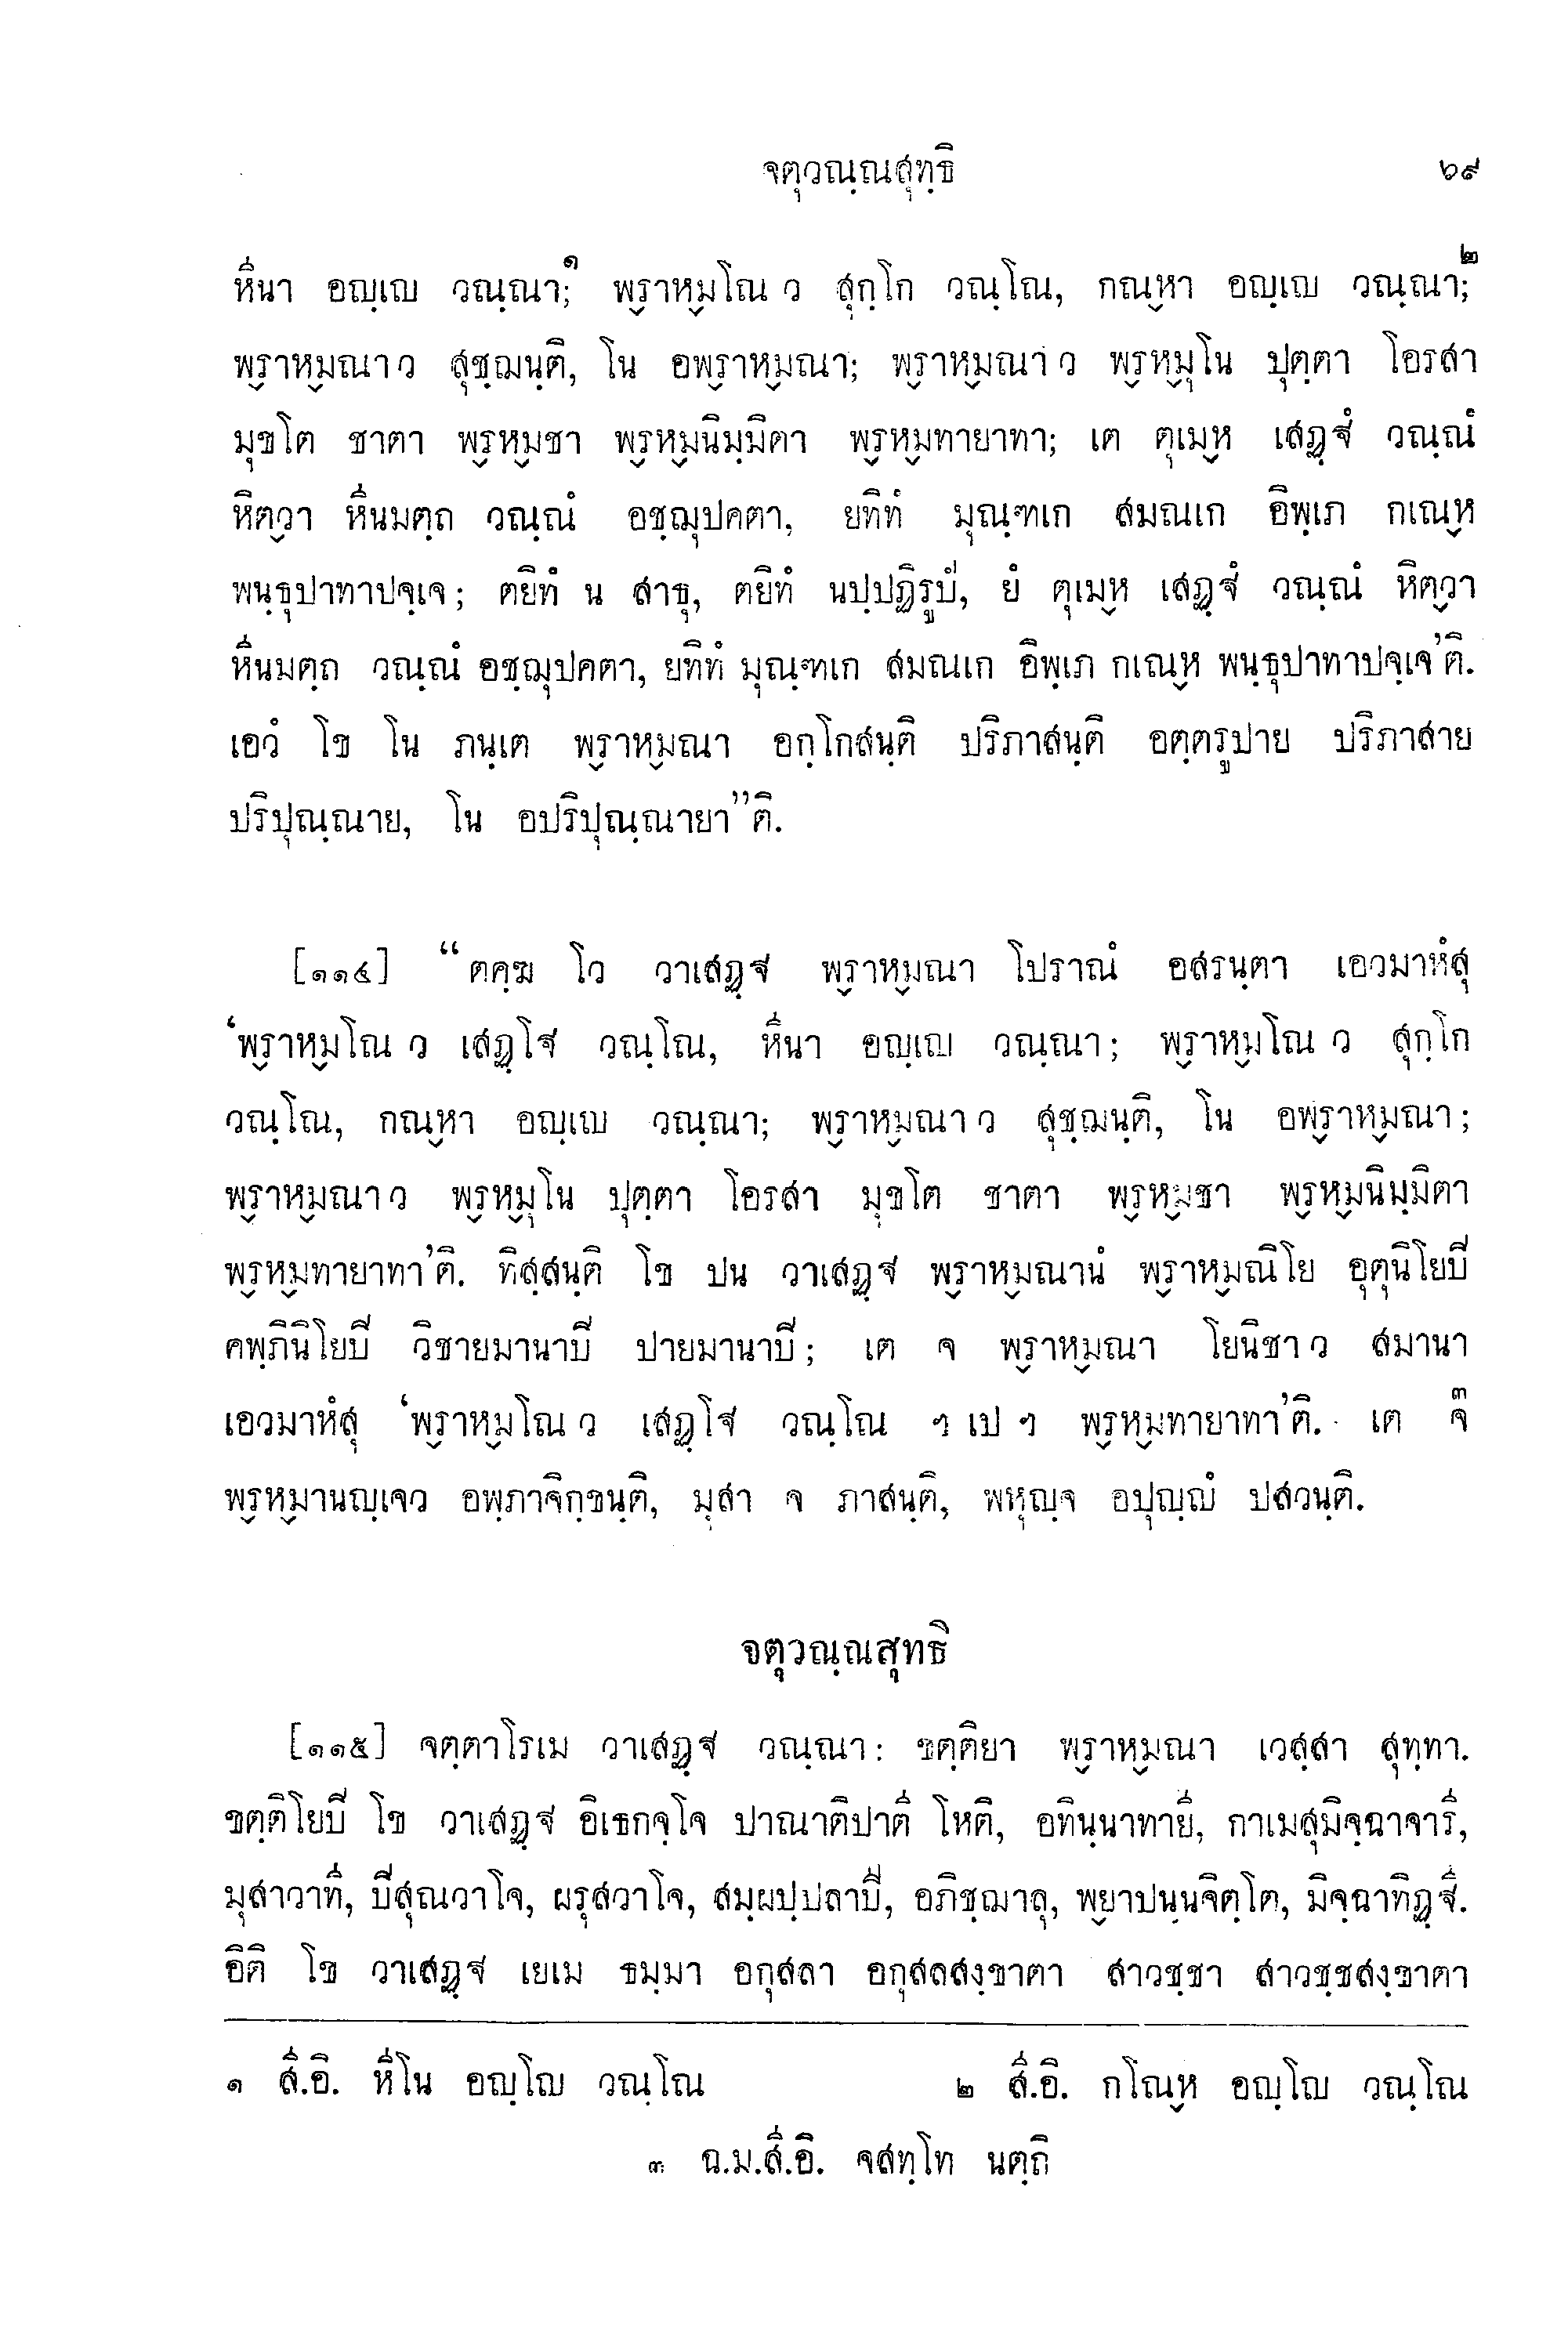 จตุวณฺณสุทฺธิ ๖๙
หีนา อญฺเญ วณฺณา;๑ พฺราหฺมโณ ว สุกฺโก วณฺโณ, กณฺหา อญฺเญ วณฺณา;๒
พฺราหฺมณา ว สุชฺฌนฺติ, โน อพฺราหฺมณา; พฺราหฺมณา ว พฺรหฺมุโน ปุตฺตา โอรสา
มุขโต ชาตา พฺรหฺมชา พฺรหฺมนิมฺมิตา พฺรหฺมทายาทา; เต ตุเมฺห เสฏฺฐํ วณฺณํ
หิตฺวา หีนมตฺถ วณฺณํ อชฺฌุปคตา, ยทิทํ มุณฺฑเก สมณเก อิพฺเภ กเณฺห
พนฺธุปาทาปจฺเจ; ตยิทํ น สาธุ, ตยิทํ นปฺปฏิรูปํ, ยํ ตุเมฺห เสฏฺฐํ วณฺณํ หิตฺวา
หีนมตฺถ วณฺณํ อชฺฌุปคตา, ยทิทํ มุณฺฑเก สมณเก อิพฺเภ กเณฺห พนฺธุปาทาปจฺเจ’ติ.
เอวํ โข โน ภนฺเต พฺราหฺมณา อกฺโกสนฺติ ปริภาสนฺติ อตฺตรูปาย ปริภาสาย
ปริปุณฺณาย, โน อปริปุณฺณายา”ติ.
[๑๑๔] “ตคฺฆ โว วาเสฏฺฐ พฺราหฺมณา โปราณํ อสรนฺตา เอวมาหํสุ
‘พฺราหฺมโณ ว เสฏฺโฐ วณฺโณ, หีนา อญฺเญ วณฺณา; พฺราหฺมโณ ว สุกฺโก
วณฺโณ, กณฺหา อญฺเญ วณฺณา; พฺราหฺมณา ว สุชฺฌนฺติ, โน อพฺราหฺมณา;
พฺราหฺมณา ว พฺรหฺมุโน ปุตฺตา โอรสา มุขโต ชาตา พฺรหฺมชา พฺรหฺมนิมฺมิตา
พฺรหฺมทายาทา’ติ. ทิสฺสนฺติ โข ปน วาเสฏฺฐ พฺราหฺมณานํ พฺราหฺมณิโย อุตุนิโยปิ
คพฺภินิโยปิ วิชายมานาปิ ปายมานาปิ; เต จ พฺราหฺมณา โยนิชา ว สมานา
เอวมาหํสุ ‘พฺราหฺมโณ ว เสฏฺโฐ วณฺโณ ฯ เป ฯ พฺรหฺมทายาทา’ติ. เต จ๓
พฺรหฺมานญฺเจว อพฺภาจิกฺขนฺติ, มุสา จ ภาสนฺติ, พหุญฺจ อปุญฺญํ ปสวนฺติ.
จตุวณฺณสุทธิ
[๑๑๕] จตฺตาโรเม วาเสฏฺฐ วณฺณา: ขตฺติยา พฺราหฺมณา เวสฺสา สุทฺทา.
ขตฺติโยปิ โข วาเสฏฺฐ อิเธกจฺโจ ปาณาติปาตี โหติ, อทินฺนาทายี, กาเมสุมิจฺฉาจารี,
มุสาวาที, ปิสุณวาโจ, ผรุสวาโจ, สมฺผปฺปลาปี, อภิชฺฌาลุ, พฺยาปนฺนจิตฺโต, มิจฺฉาทิฏฺฐี.
อิติ โข วาเสฏฺฐ เยเม ธมฺมา อกุสลา อกุสลสงฺขาตา สาวชฺชา สาวชฺชสงฺขาตา
๑ สี.อิ. หีโน อญฺโญ วณฺโณ ๒ สี.อิ. กโณฺห อญฺโญ วณฺโณ
๓ ฉ.ม.สี.อิ. จสทฺโท นตฺถิ